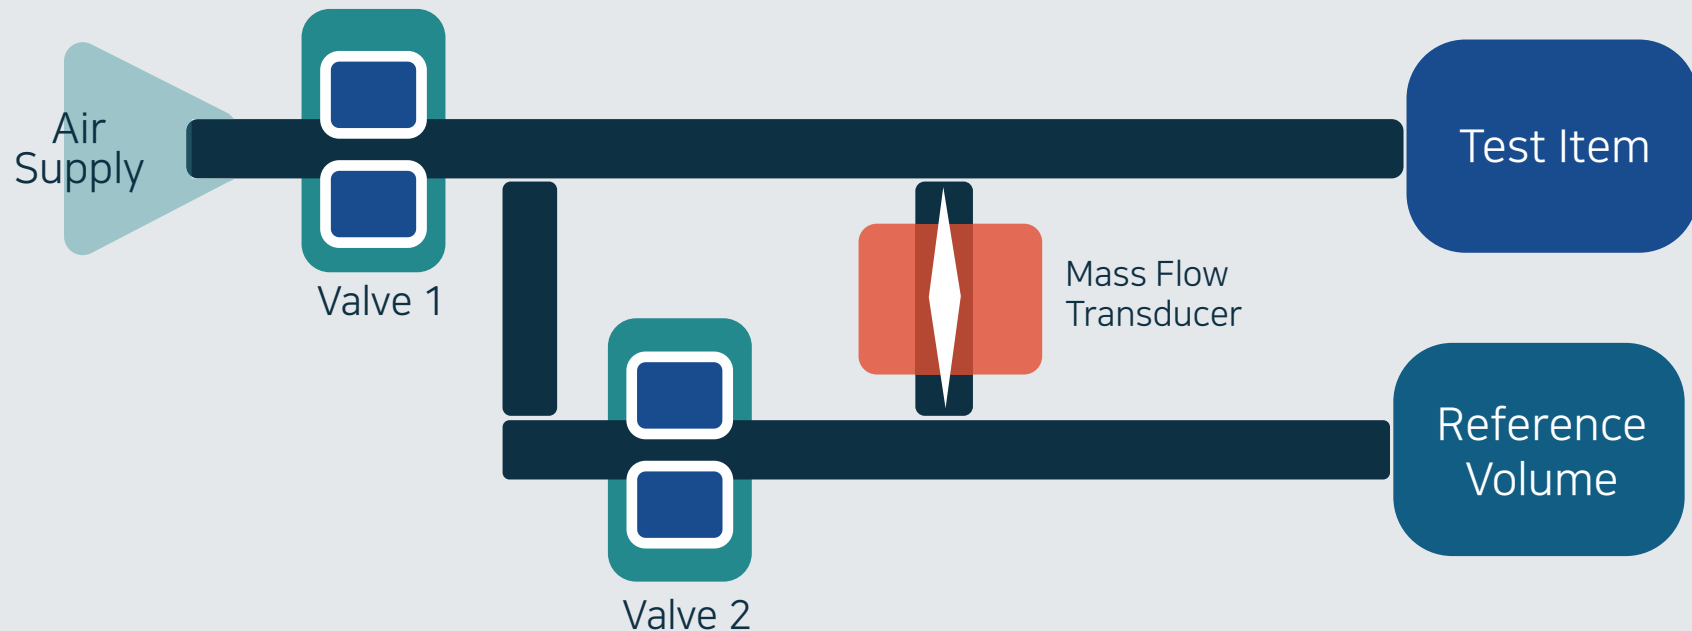 Air
Supply
Valve 1
Test Item
Mass Flow
Transducer
Valve 2
Reference
Volume